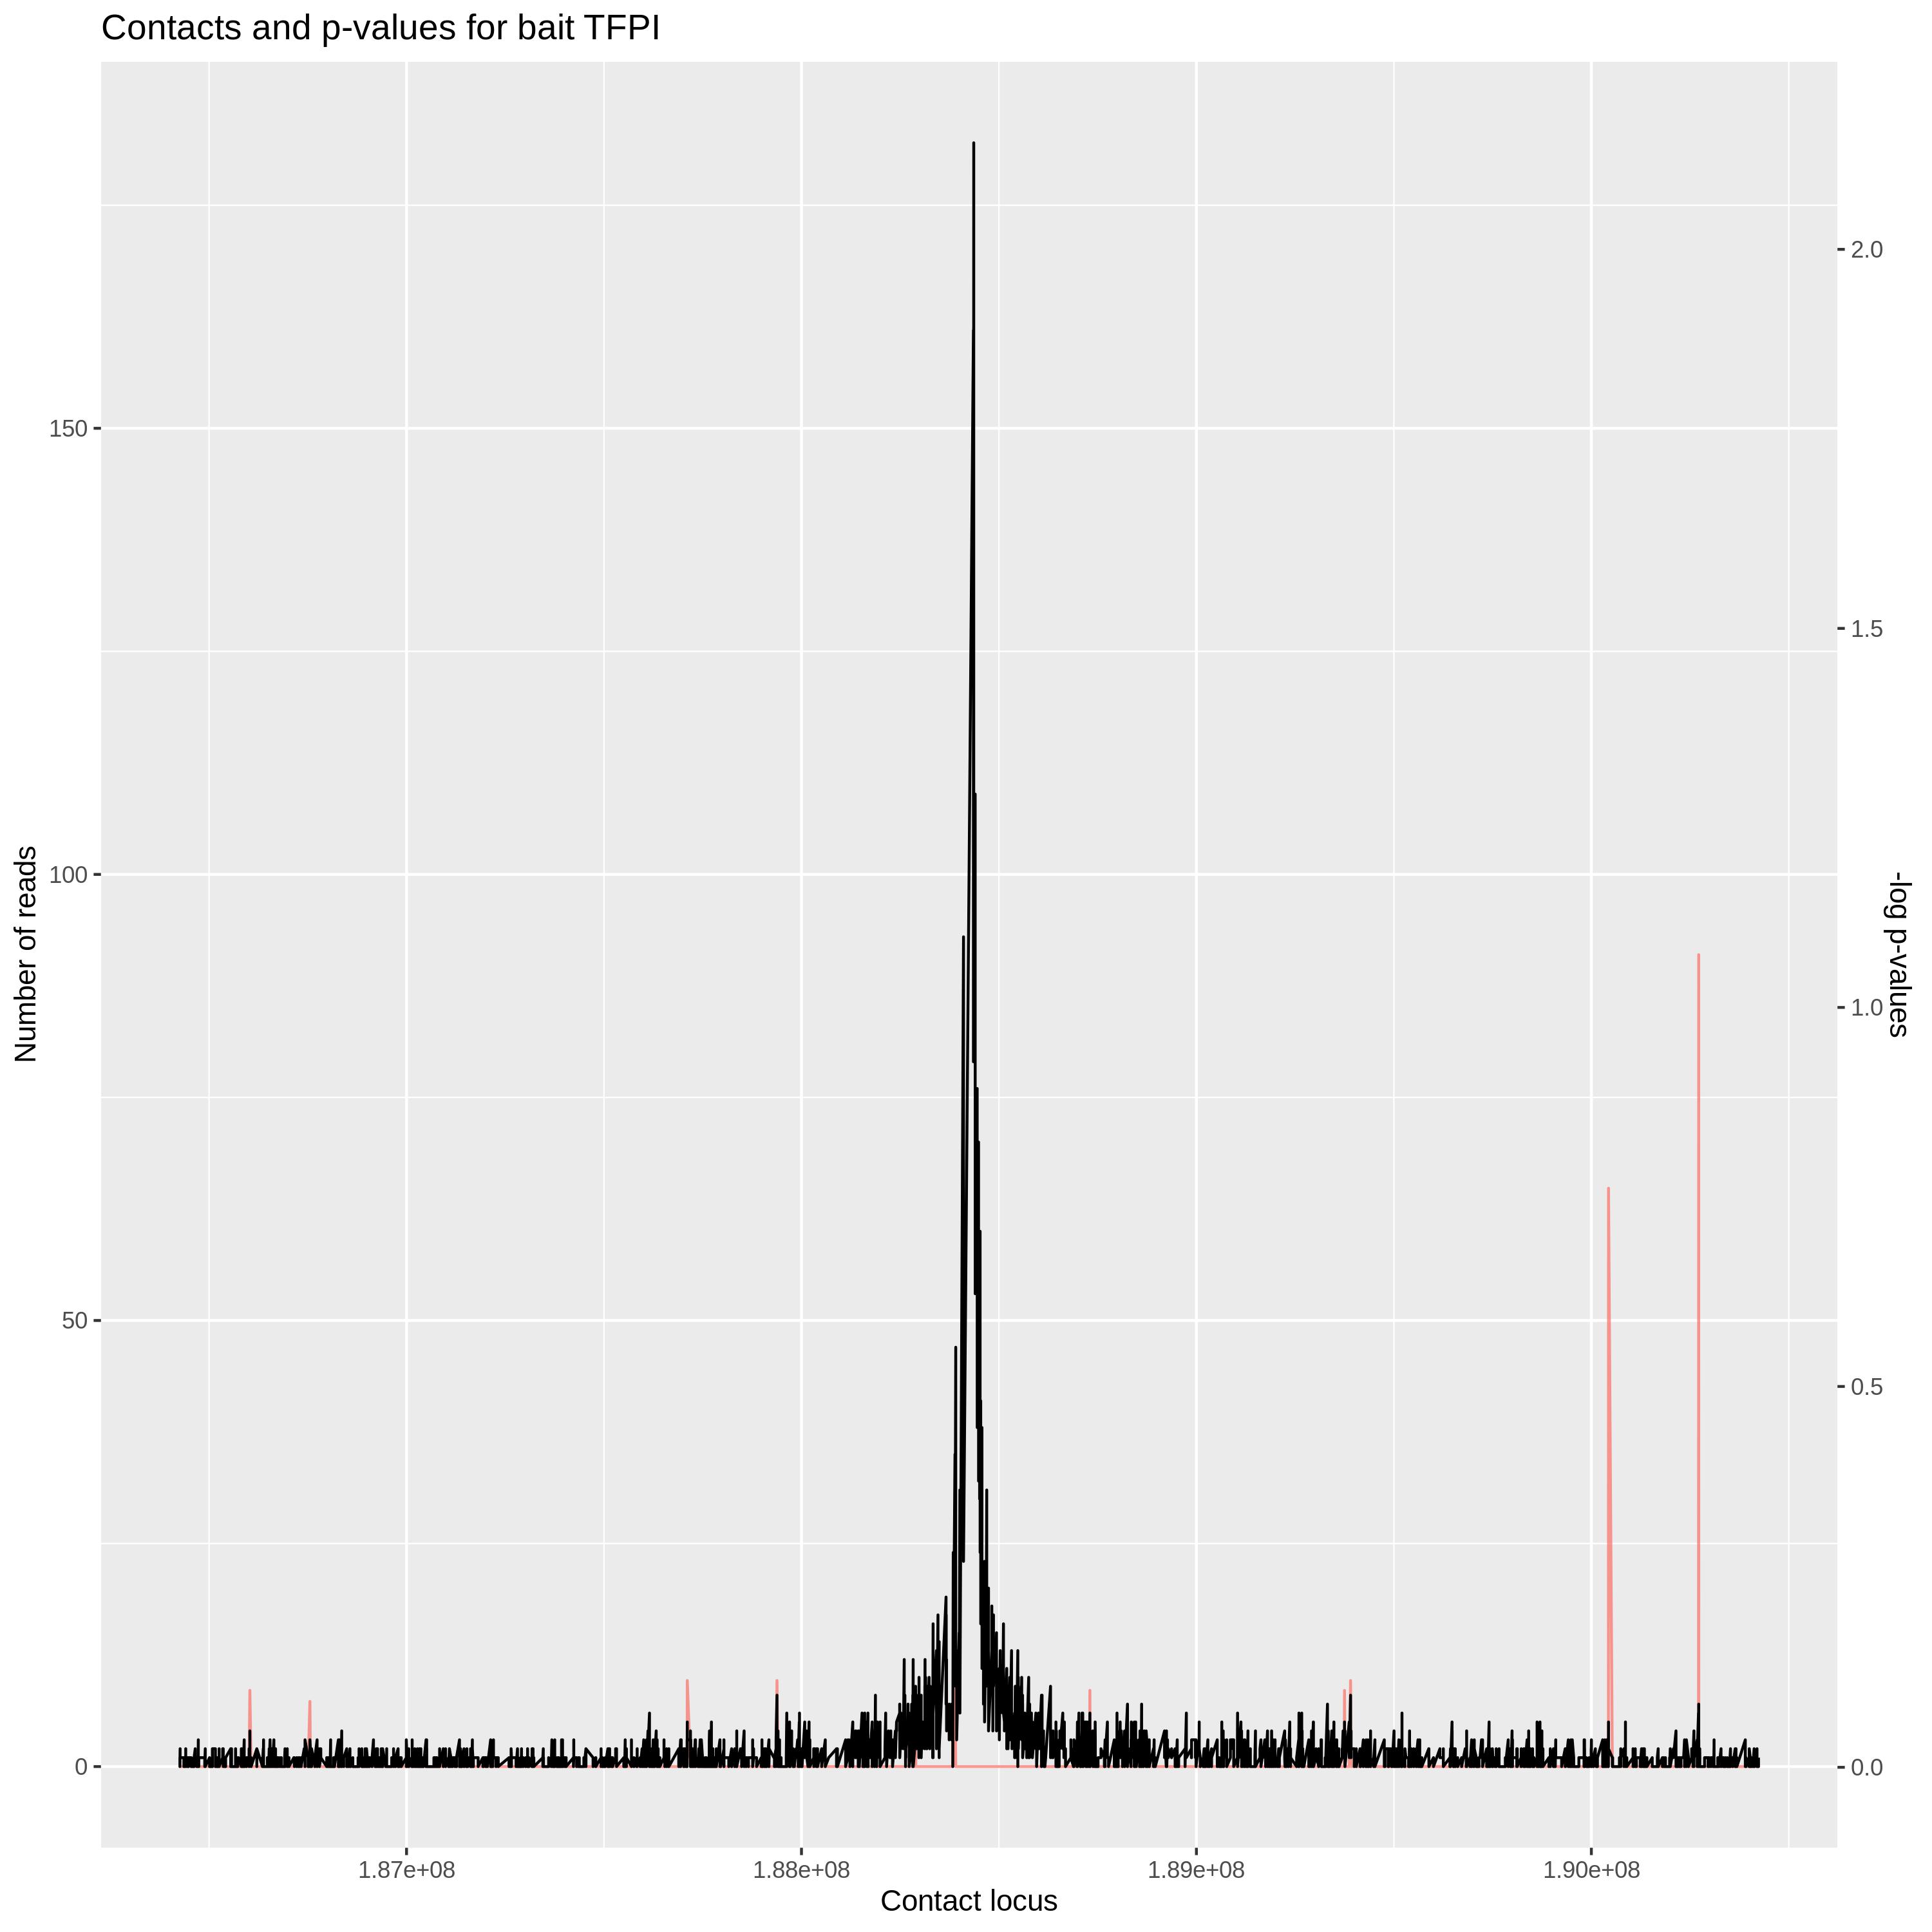 Contacts and p-values for bait TFPI
Number of reads
150
100
50
0
2.0
1.5
1.0
0.5
0.0
-log p-values
1.87e+08
1.88e+08
1.89e+08
1.90e+08
Contact locus